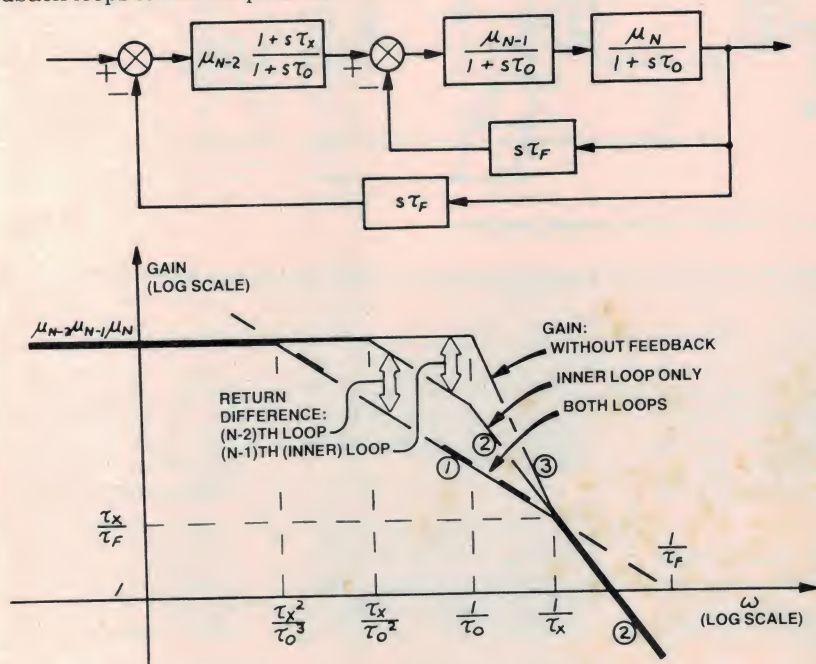 μN-2 (1 + sτx)/(1 + sτ0)
μN-1/(1 + sτ0)
μN/(1 + sτ0)
+
−
+
−
sτF
sτF
GAIN
(LOG SCALE)
μN-2μN-1μN
GAIN:
WITHOUT FEEDBACK
INNER LOOP ONLY
BOTH LOOPS
RETURN
DIFFERENCE:
(N-2)TH LOOP
(N-1)TH (INNER) LOOP
①
②
③
τx/τF
1
τx²/τ0³
τx/τ0²
1/τ0
1/τx
1/τF
②
ω
(LOG SCALE)